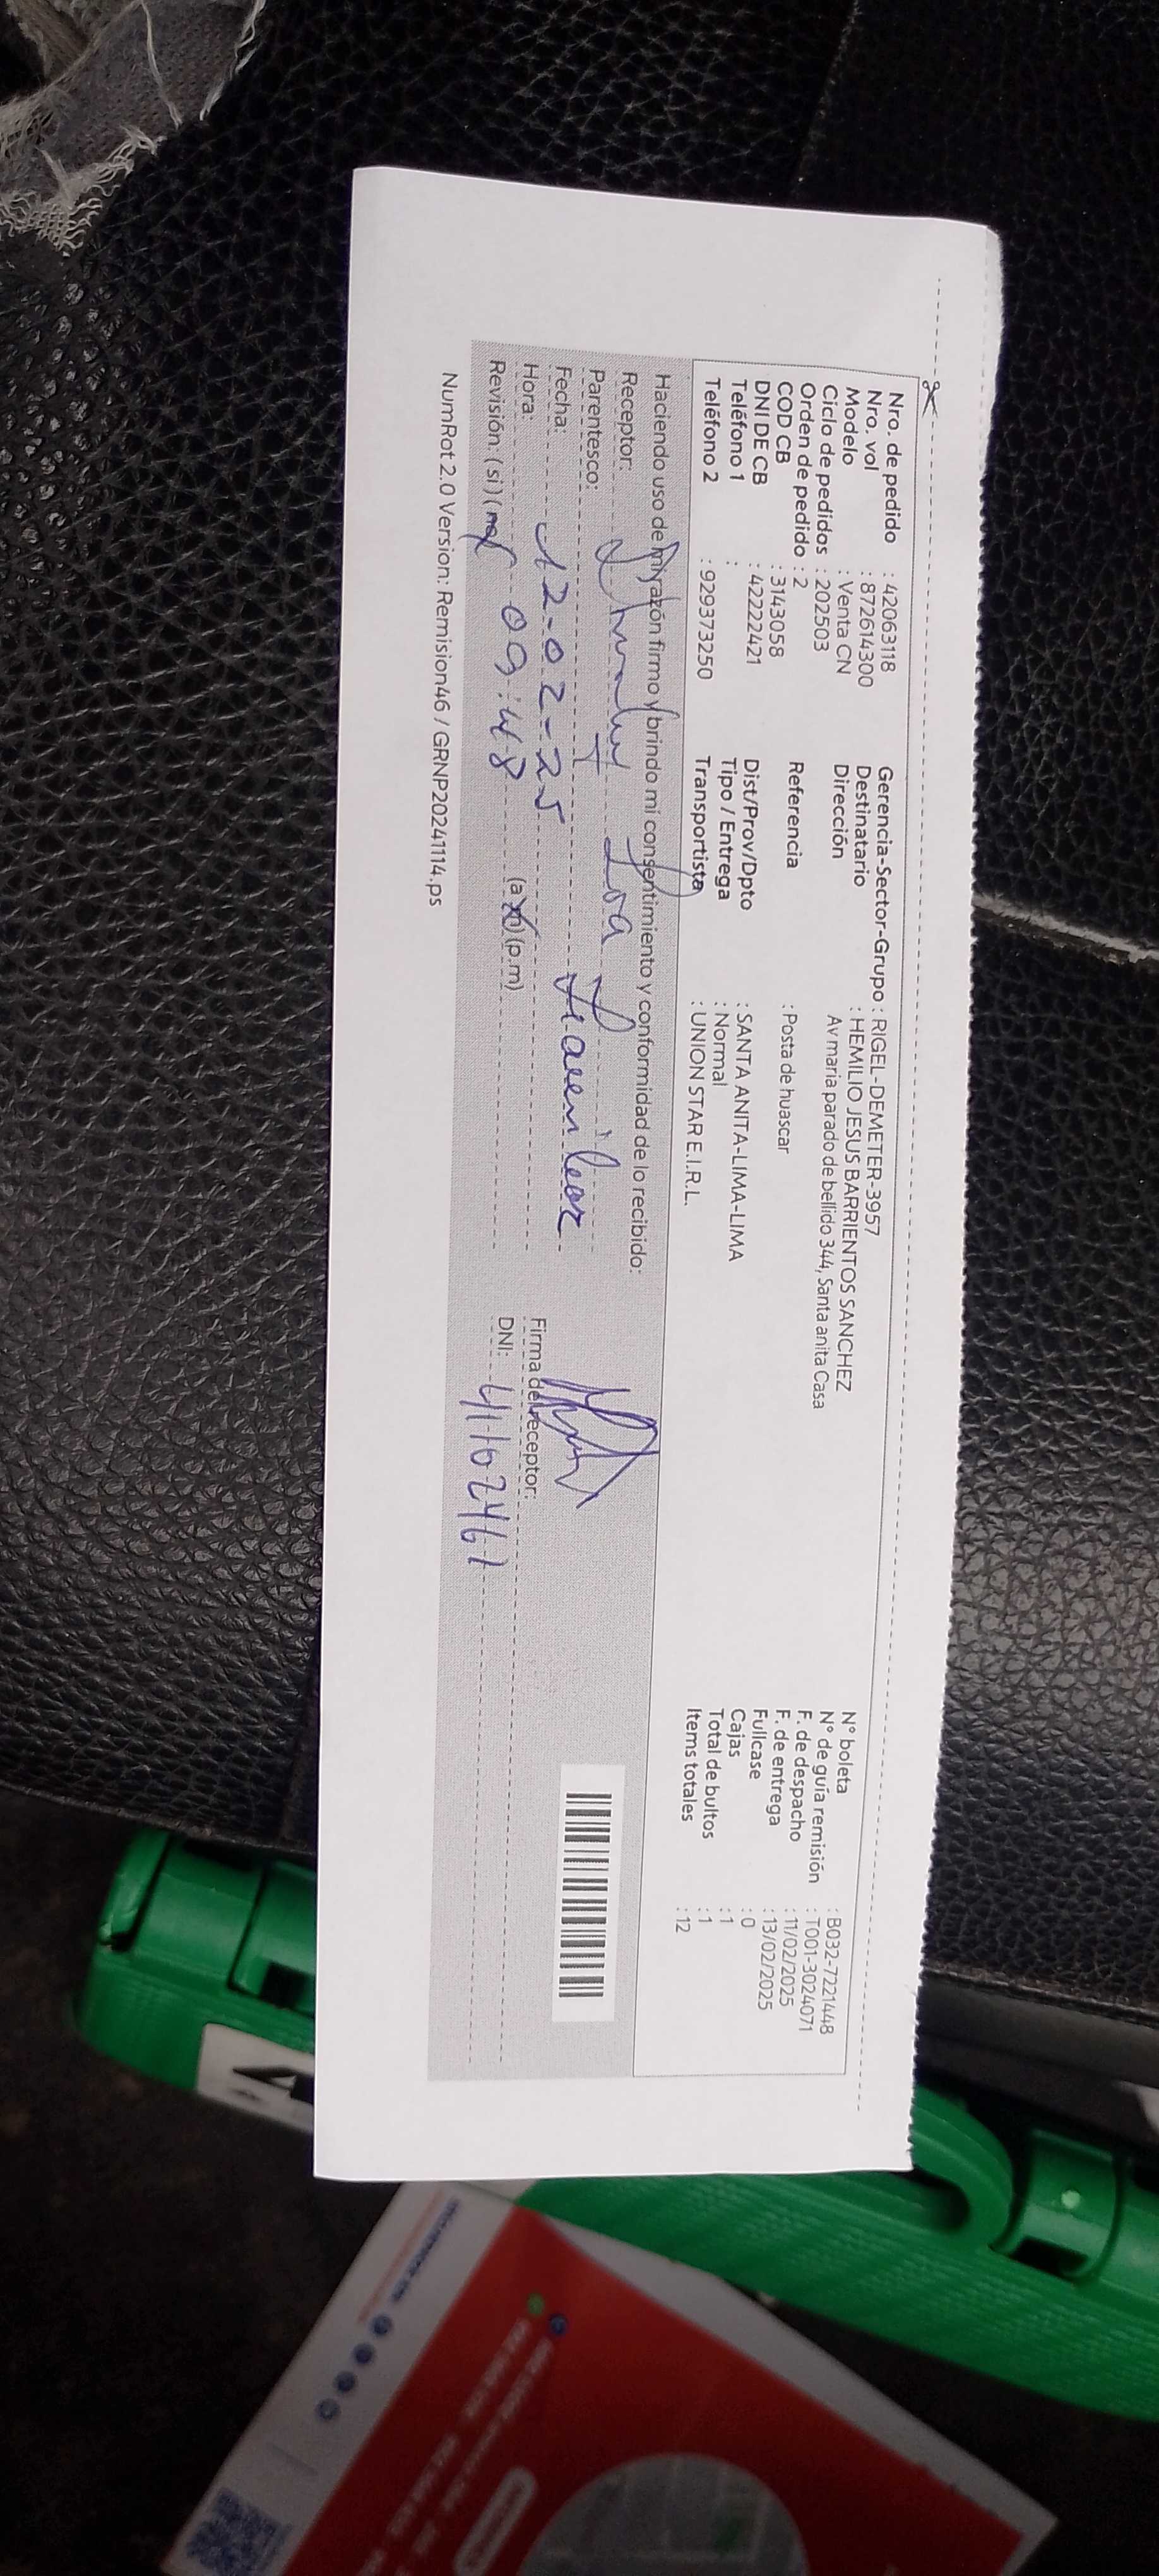 Nro. de pedido : 42063118
Nro. vol : 872614300
Modelo : Venta CN
Ciclo de pedidos : 202503
Orden de pedido : 2
COD CB : 3143058
DNI DE CB : 42222421
Teléfono 1 :
Teléfono 2 : 929373250
Gerencia-Sector-Grupo : RIGEL-DEMETER-3957
Destinatario : HEMILIO JESUS BARRIENTOS SANCHEZ
Dirección Av maria parado de bellido 344, Santa anita Casa
Referencia : Posta de huascar
Dist/Prov/Dpto : SANTA ANITA-LIMA-LIMA
Tipo / Entrega : Normal
Transportista : UNION STAR E.I.R.L.
N° boleta : B032-7221448
N° de guía remisión : T001-3024071
F. de despacho : 11/02/2025
F. de entrega : 13/02/2025
Fullcase : 0
Cajas : 1
Total de bultos : 1
Items totales : 12
Haciendo uso de mi razón firmo y brindo mi consentimiento y conformidad de lo recibido:
Receptor:
Parentesco:
Fecha: 12-02-25
Hora: 09:48 (a.m) (p.m)
Revisión ( si ) ( no )
Firma del receptor:
DNI: 41102461
NumRot 2.0 Version: Remision46 / GRNP20241114.ps